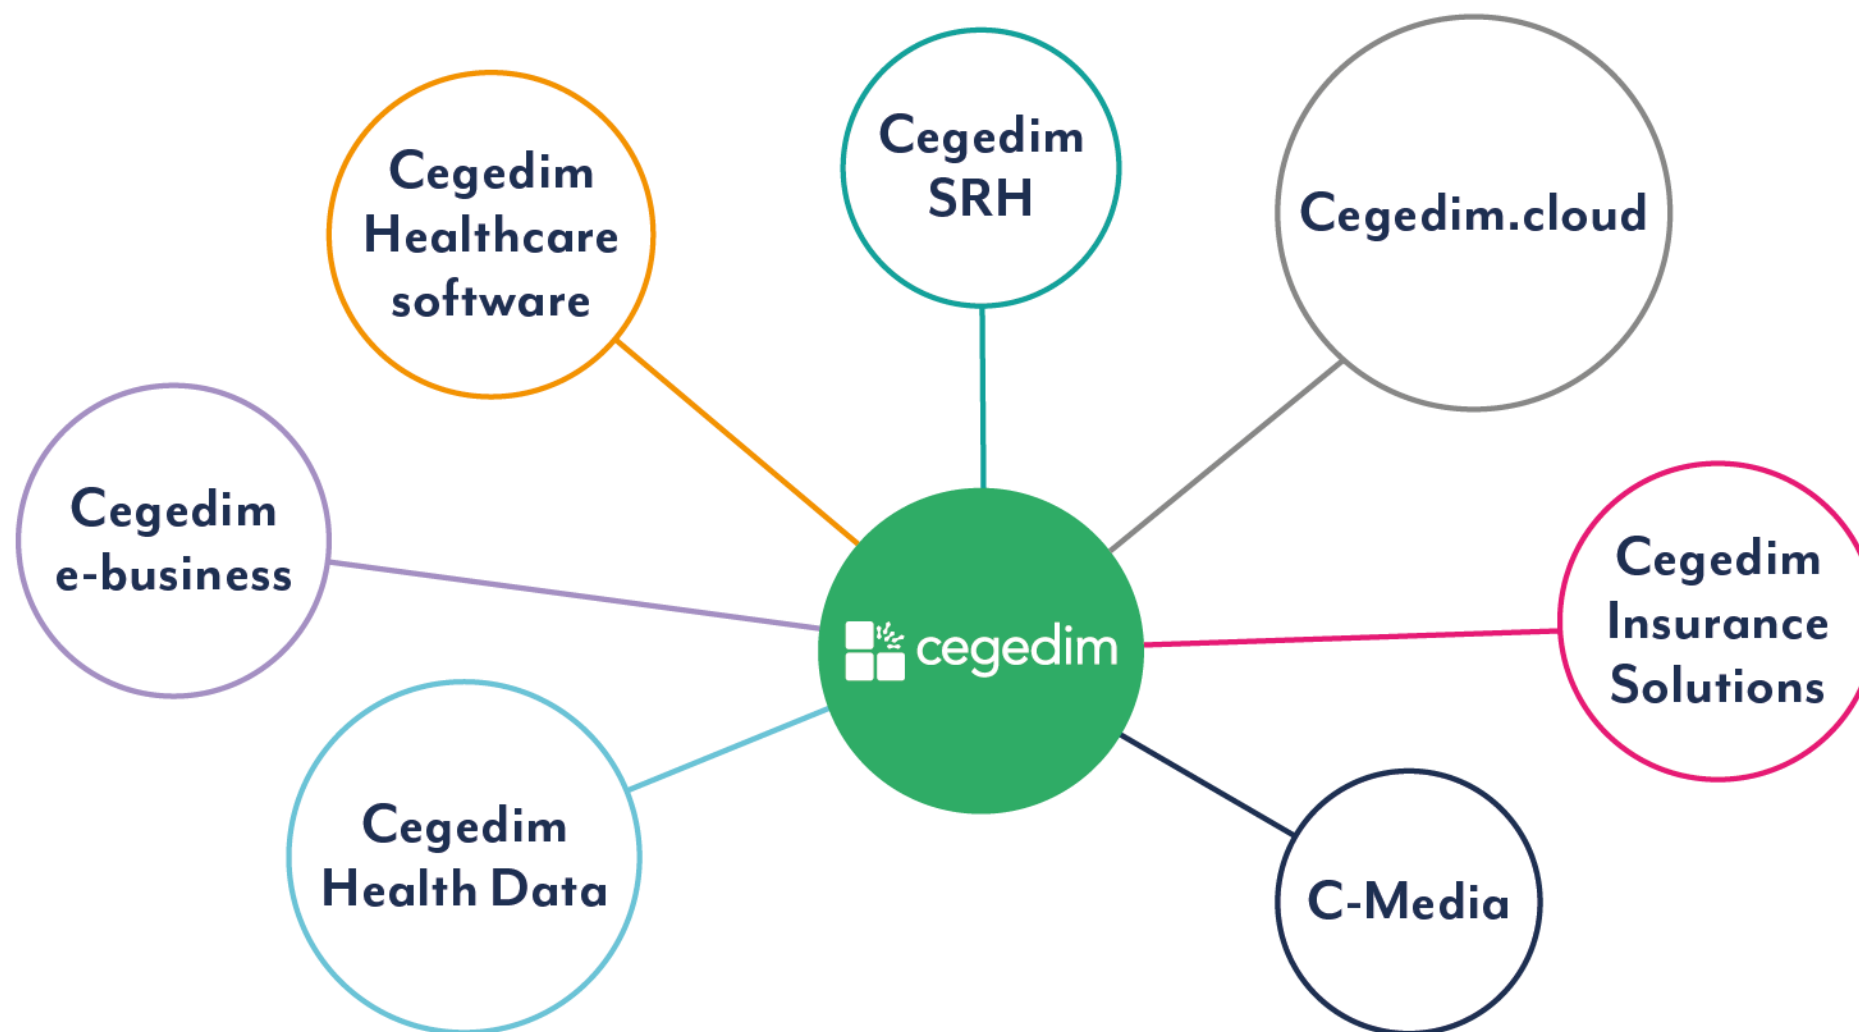 Cegedim
SRH
Cegedim
Healthcare
software
Cegedim.cloud
Cegedim
e-business
Cegedim
Insurance
Solutions
cegedim
Cegedim
Health Data
C-Media